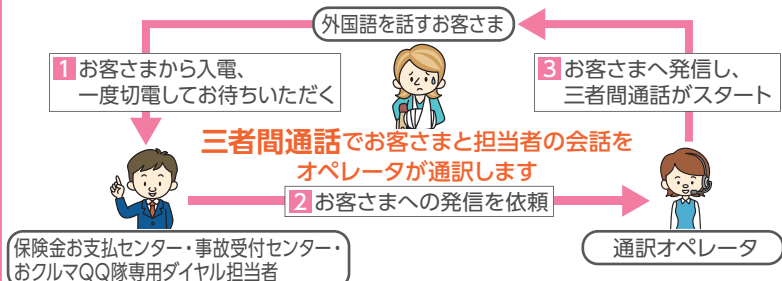 外国語を話すお客さま
1 お客さまから入電、
一度切電してお待ちいただく
3 お客さまへ発信し、
三者間通話がスタート
三者間通話でお客さまと担当者の会話を
オペレータが通訳します
2 お客さまへの発信を依頼
保険金お支払センター・事故受付センター・
おクルマQQ隊専用ダイヤル担当者
通訳オペレータ